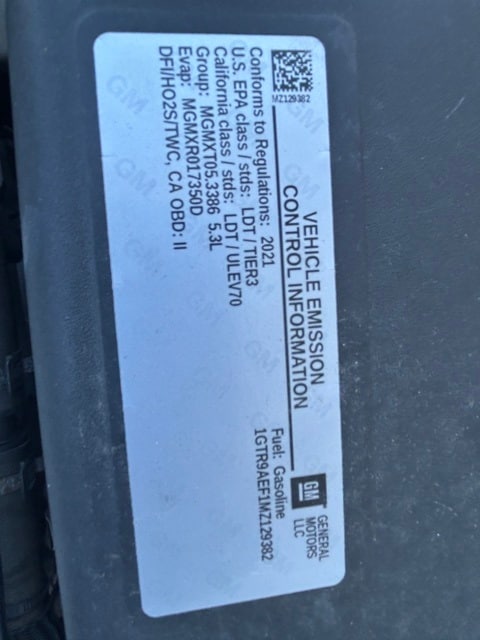 MZ129382
VEHICLE EMISSION
CONTROL INFORMATION
GM
GENERAL
MOTORS
LLC
Conforms to Regulations: 2021
U.S. EPA class / stds: LDT / TIER3
California class / stds: LDT / ULEV70
Group: MGMXT05.3386 5.3L
Evap: MGMXR017350D
DFI/HO2S/TWC, CA OBD: II
Fuel: Gasoline
1GTR9AEF1MZ129382